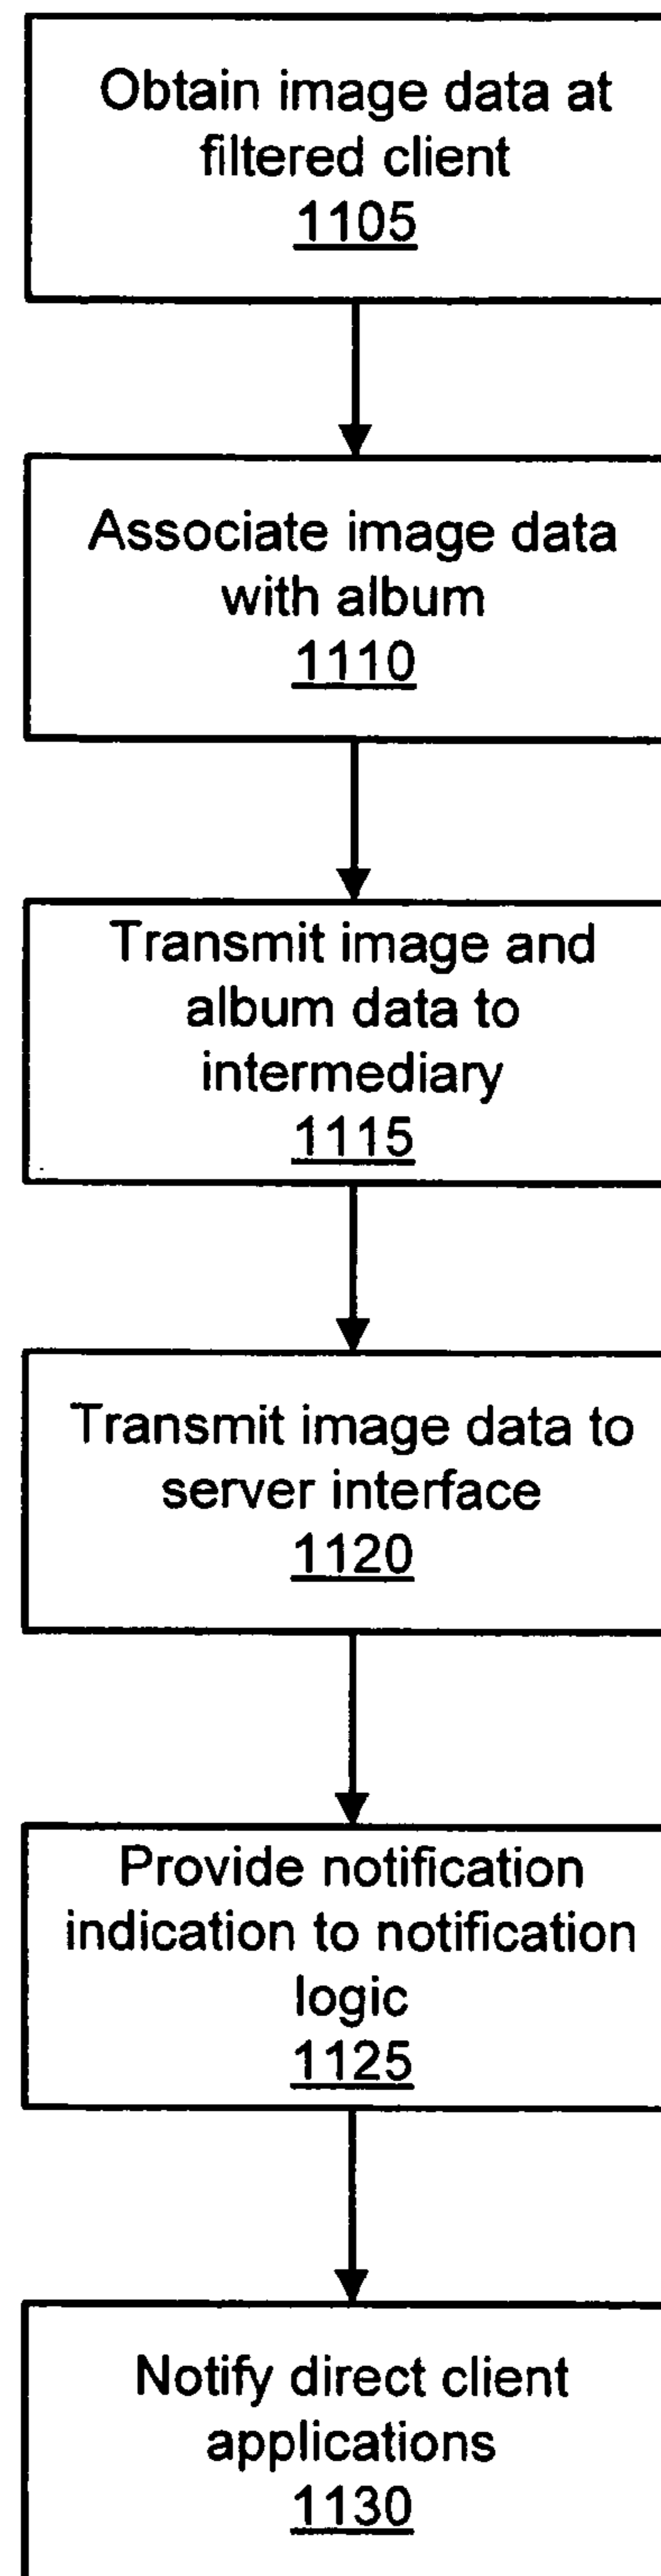 Obtain image data at
filtered client
1105
Associate image data
with album
1110
Transmit image and
album data to
intermediary
1115
Transmit image data to
server interface
1120
Provide notification
indication to notification
logic
1125
Notify direct client
applications
1130